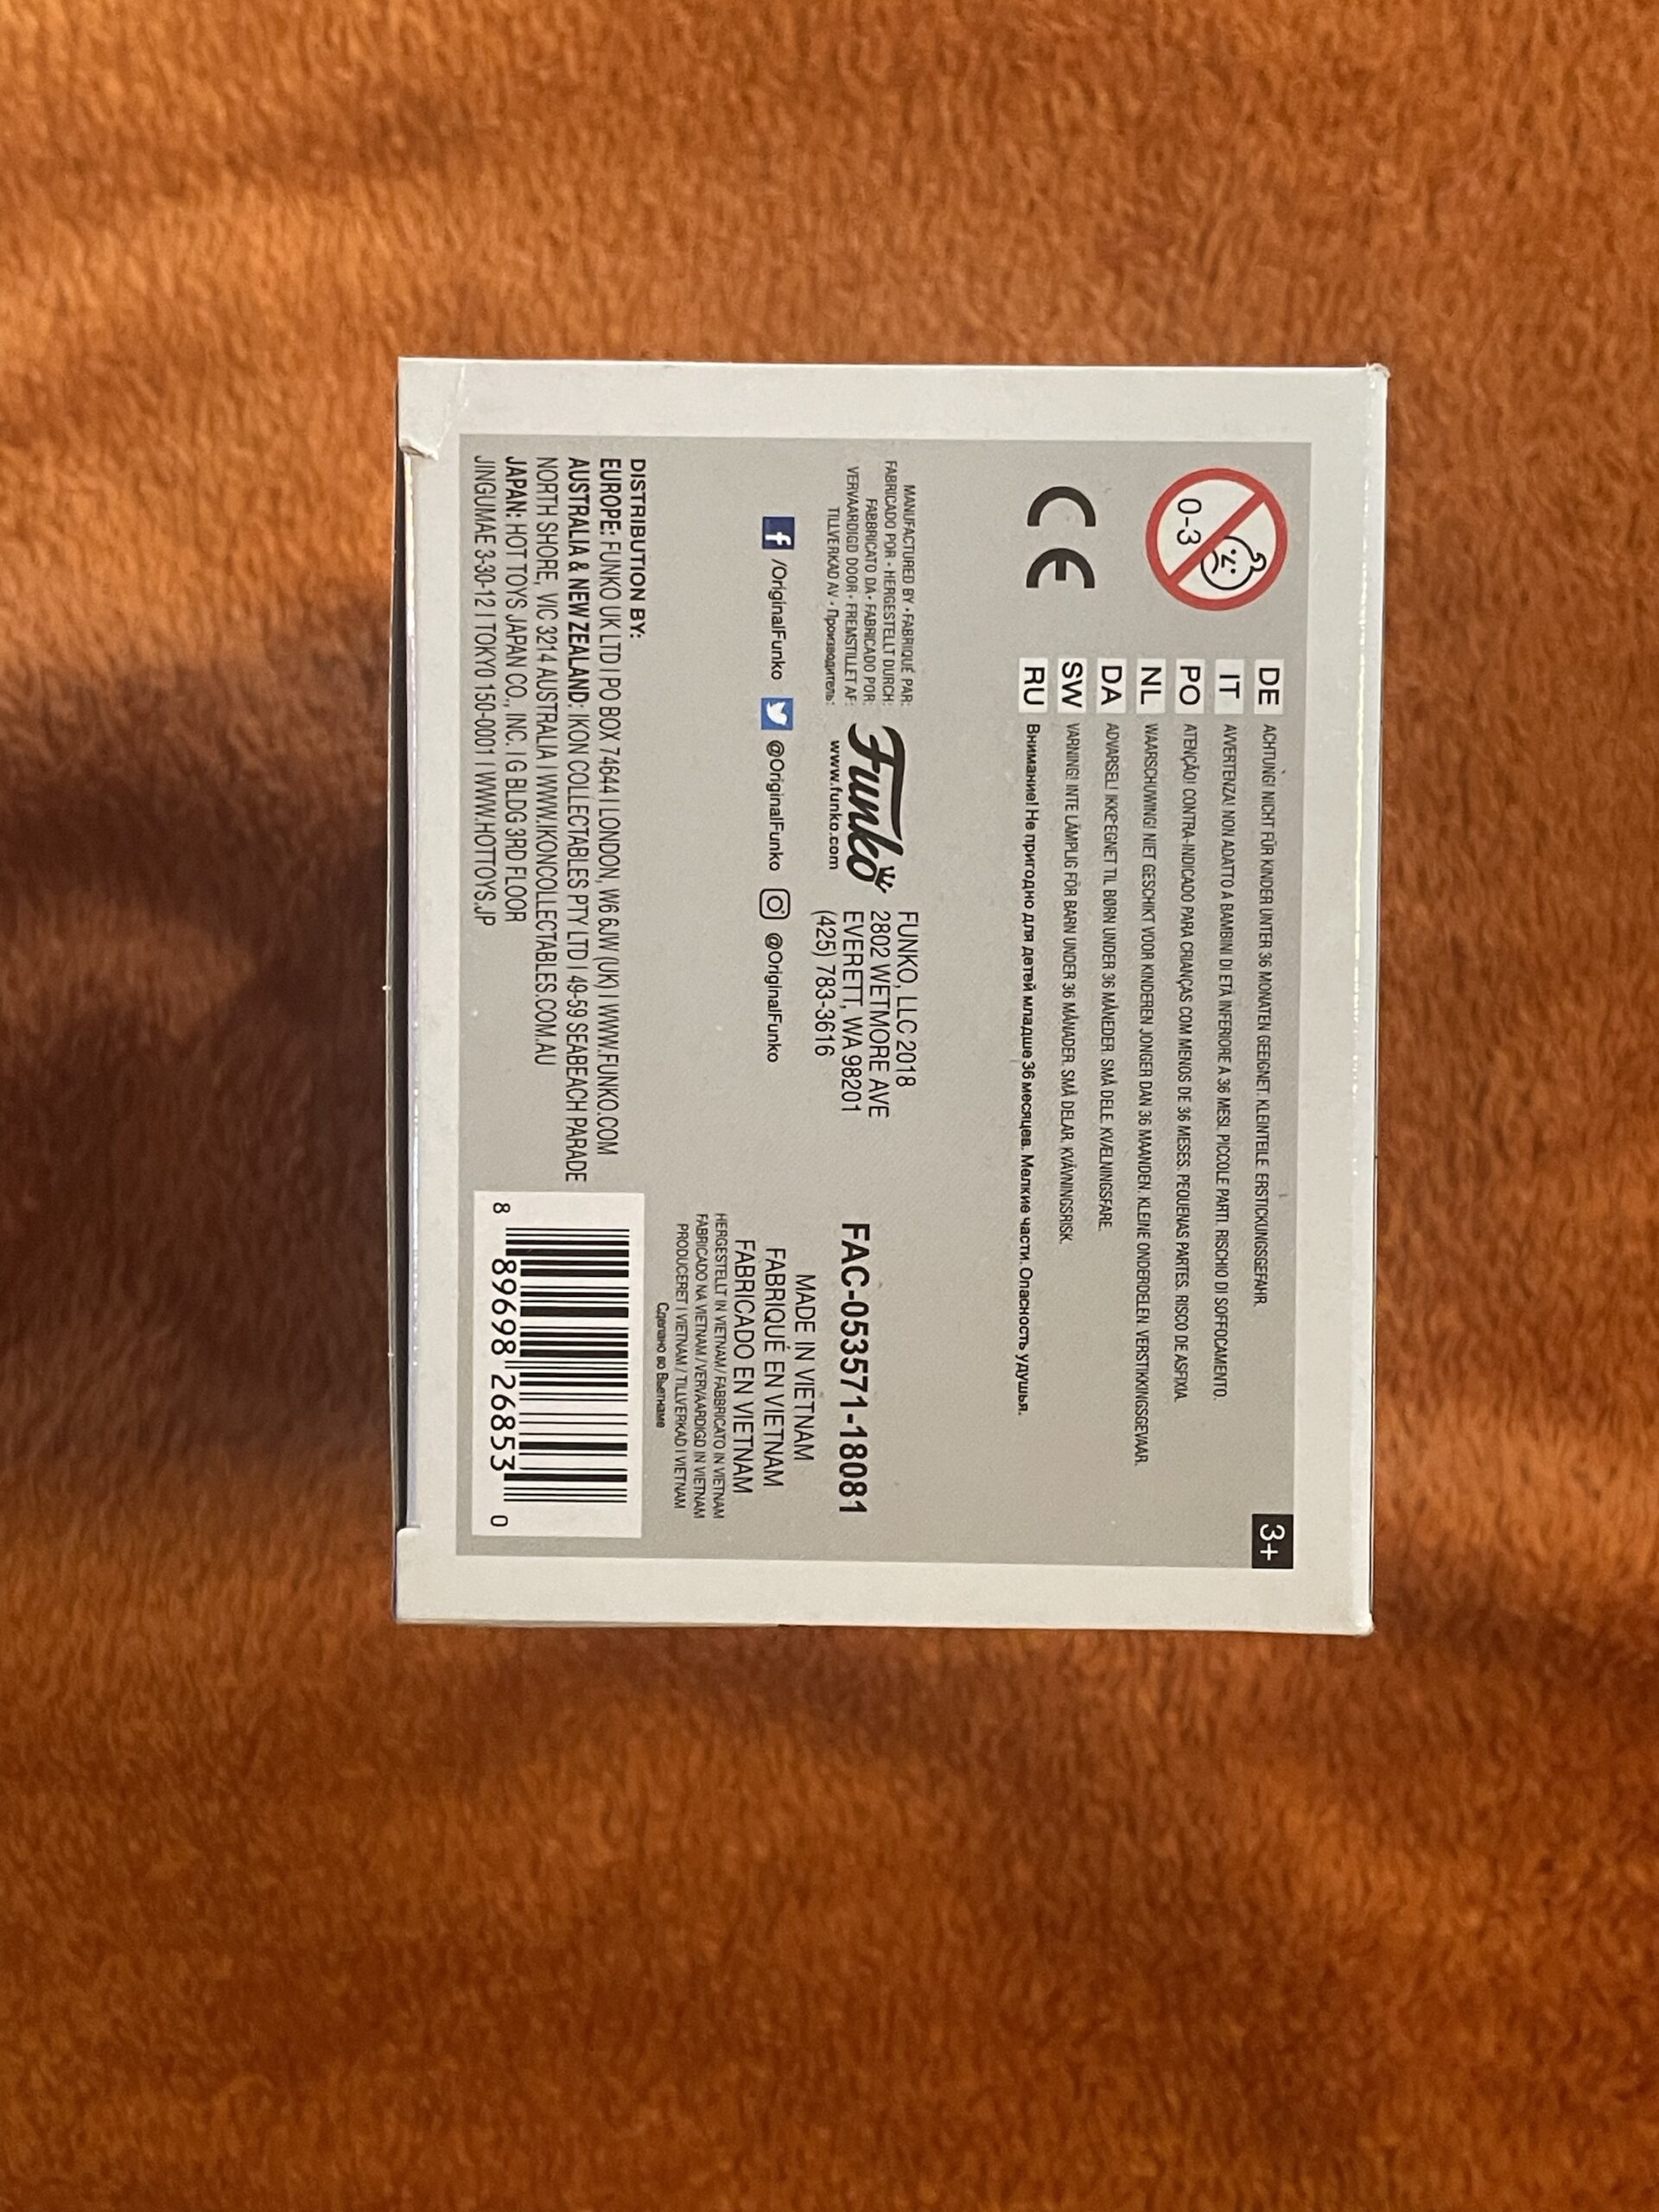 0-3
3+
DE ACHTUNG! NICHT FÜR KINDER UNTER 36 MONATEN GEEIGNET. KLEINTEILE. ERSTICKUNGSGEFAHR.
IT AVVERTENZA! NON ADATTO A BAMBINI DI ETÀ INFERIORE A 36 MESI. PICCOLE PARTI. RISCHIO DI SOFFOCAMENTO.
PO ATENÇÃO! CONTRA-INDICADO PARA CRIANÇAS COM MENOS DE 36 MESES. PEQUENAS PARTES. RISCO DE ASFIXIA.
NL WAARSCHUWING! NIET GESCHIKT VOOR KINDEREN JONGER DAN 36 MAANDEN. KLEINE ONDERDELEN. VERSTIKKINGSGEVAAR.
DA ADVARSEL! IKKE EGNET TIL BØRN UNDER 36 MÅNEDER. SMÅ DELE. KVÆLNINGSFARE.
SW VARNING! INTE LÄMPLIG FÖR BARN UNDER 36 MÅNADER. SMÅ DELAR. KVÄVNINGSRISK.
RU Внимание! Не пригодно для детей младше 36 месяцев. Мелкие части. Опасность удушья.
CE
MANUFACTURED BY • FABRIQUÉ PAR:
FABRICADO POR • HERGESTELLT DURCH:
FABBRICATO DA • FABRICADO POR:
VERVAARDIGD DOOR • FREMSTILLET AF:
TILLVERKAD AV • Производитель:
Funko
www.funko.com
FUNKO, LLC 2018
2802 WETMORE AVE
EVERETT, WA 98201
(425) 783-3616
/OriginalFunko @OriginalFunko @OriginalFunko
FAC-053571-18081
MADE IN VIETNAM
FABRIQUÉ EN VIETNAM
FABRICADO EN VIETNAM
HERGESTELLT IN VIETNAM / FABBRICATO IN VIETNAM
FABRICADO NA VIETNAM / VERVAARDIGD IN VIETNAM
PRODUCERET I VIETNAM / TILLVERKAD I VIETNAM
Сделано во Вьетнаме
DISTRIBUTION BY:
EUROPE: FUNKO UK LTD | PO BOX 74644 | LONDON, W6 6JW (UK) | WWW.FUNKO.COM
AUSTRALIA & NEW ZEALAND: IKON COLLECTABLES PTY LTD | 49-59 SEABEACH PARADE
NORTH SHORE, VIC 3214 AUSTRALIA | WWW.IKONCOLLECTABLES.COM.AU
JAPAN: HOT TOYS JAPAN CO., INC. | G BLDG 3RD FLOOR
JINGUMAE 3-30-12 | TOKYO 150-0001 | WWW.HOTTOYS.JP
8 89698 26853 0